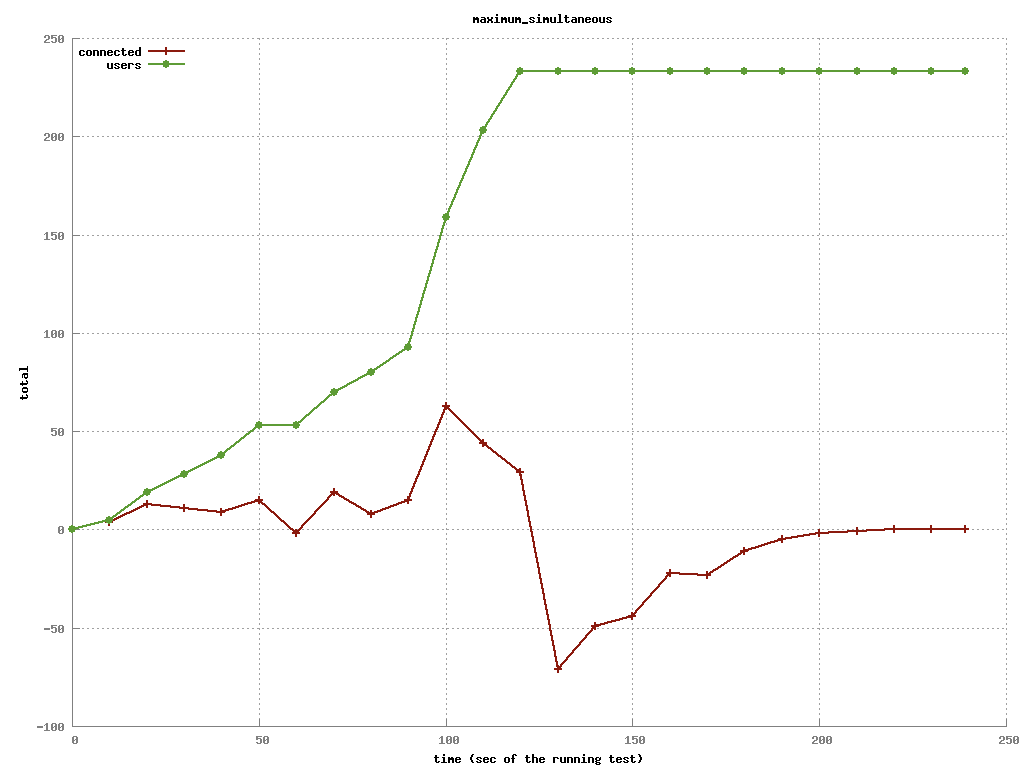 maximum_simultaneous
250
connected
users
200
150
100
total
50
0
-50
-100
0 50 100 150 200 250
time (sec of the running test)